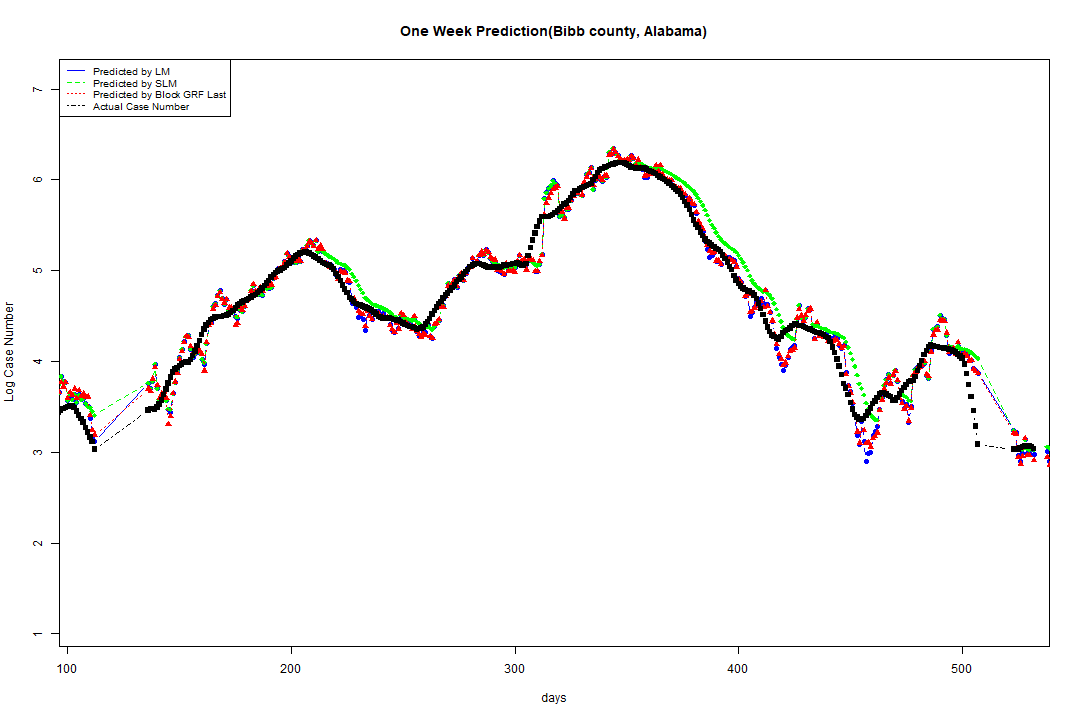 One Week Prediction(Bibb county, Alabama)
Predicted by LM
Predicted by SLM
Predicted by Block GRF Last
Actual Case Number
7
6
5
4
3
2
1
Log Case Number
100 200 300 400 500
days